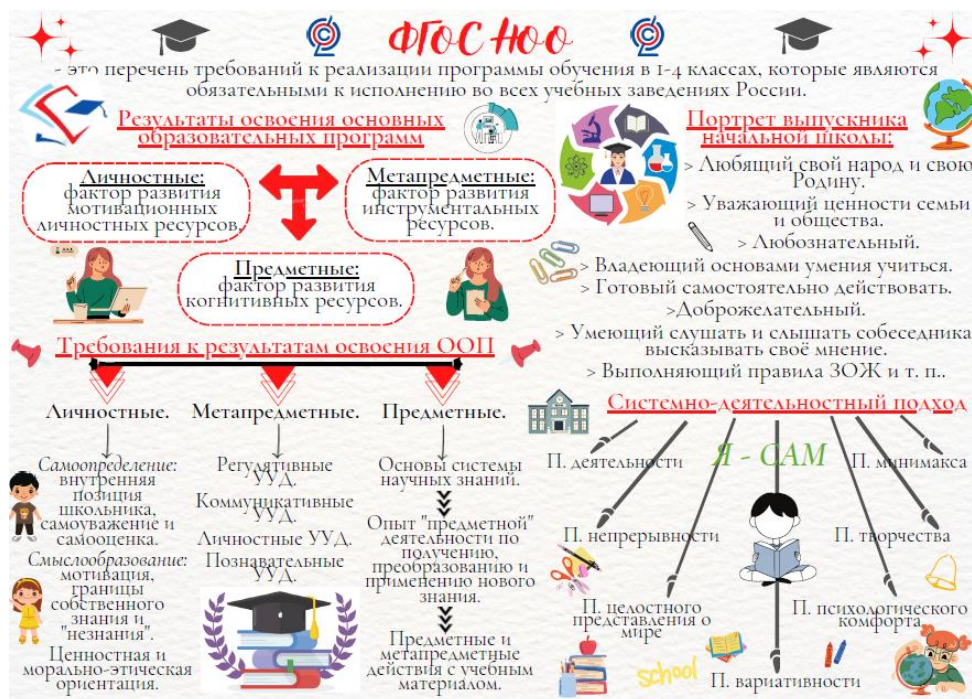 ФГОС НОО
- это перечень требований к реализации программы обучения в 1-4 классах, которые являются
обязательными к исполнению во всех учебных заведениях России.
Результаты освоения основных
образовательных программ
Личностные:
фактор развития
мотивационных
личностных ресурсов.
Метапредметные:
фактор развития
инструментальных
ресурсов.
Предметные:
фактор развития
когнитивных ресурсов.
Требования к результатам освоения ООП
Личностные.
Самоопределение:
внутренняя
позиция
школьника,
самоуважение и
самооценка.
Смыслообразование:
мотивация,
границы
собственного
знания и
"незнания".
Ценностная и
морально-этическая
ориентация.
Метапредметные.
Регулятивные
УУД.
Коммуникативные
УУД.
Личностные УУД.
Познавательные
УУД.
Предметные.
Основы системы
научных знаний.
Опыт "предметной"
деятельности по
получению,
преобразованию и
применению нового
знания.
Предметные и
метапредметные
действия с учебным
материалом.
Портрет выпускника
начальной школы:
> Любящий свой народ и свою
Родину.
> Уважающий ценности семьи
и общества.
> Любознательный.
> Владеющий основами умения учиться.
> Готовый самостоятельно действовать.
>Доброжелательный.
> Умеющий слушать и слышать собеседника,
высказывать своё мнение.
> Выполняющий правила ЗОЖ и т. п..
Системно-деятельностный подход
П. деятельности
Я - САМ
П. минимакса
П. непрерывности
П. творчества
П. целостного
представления о
мире
П. психологического
комфорта
school
П. вариативности